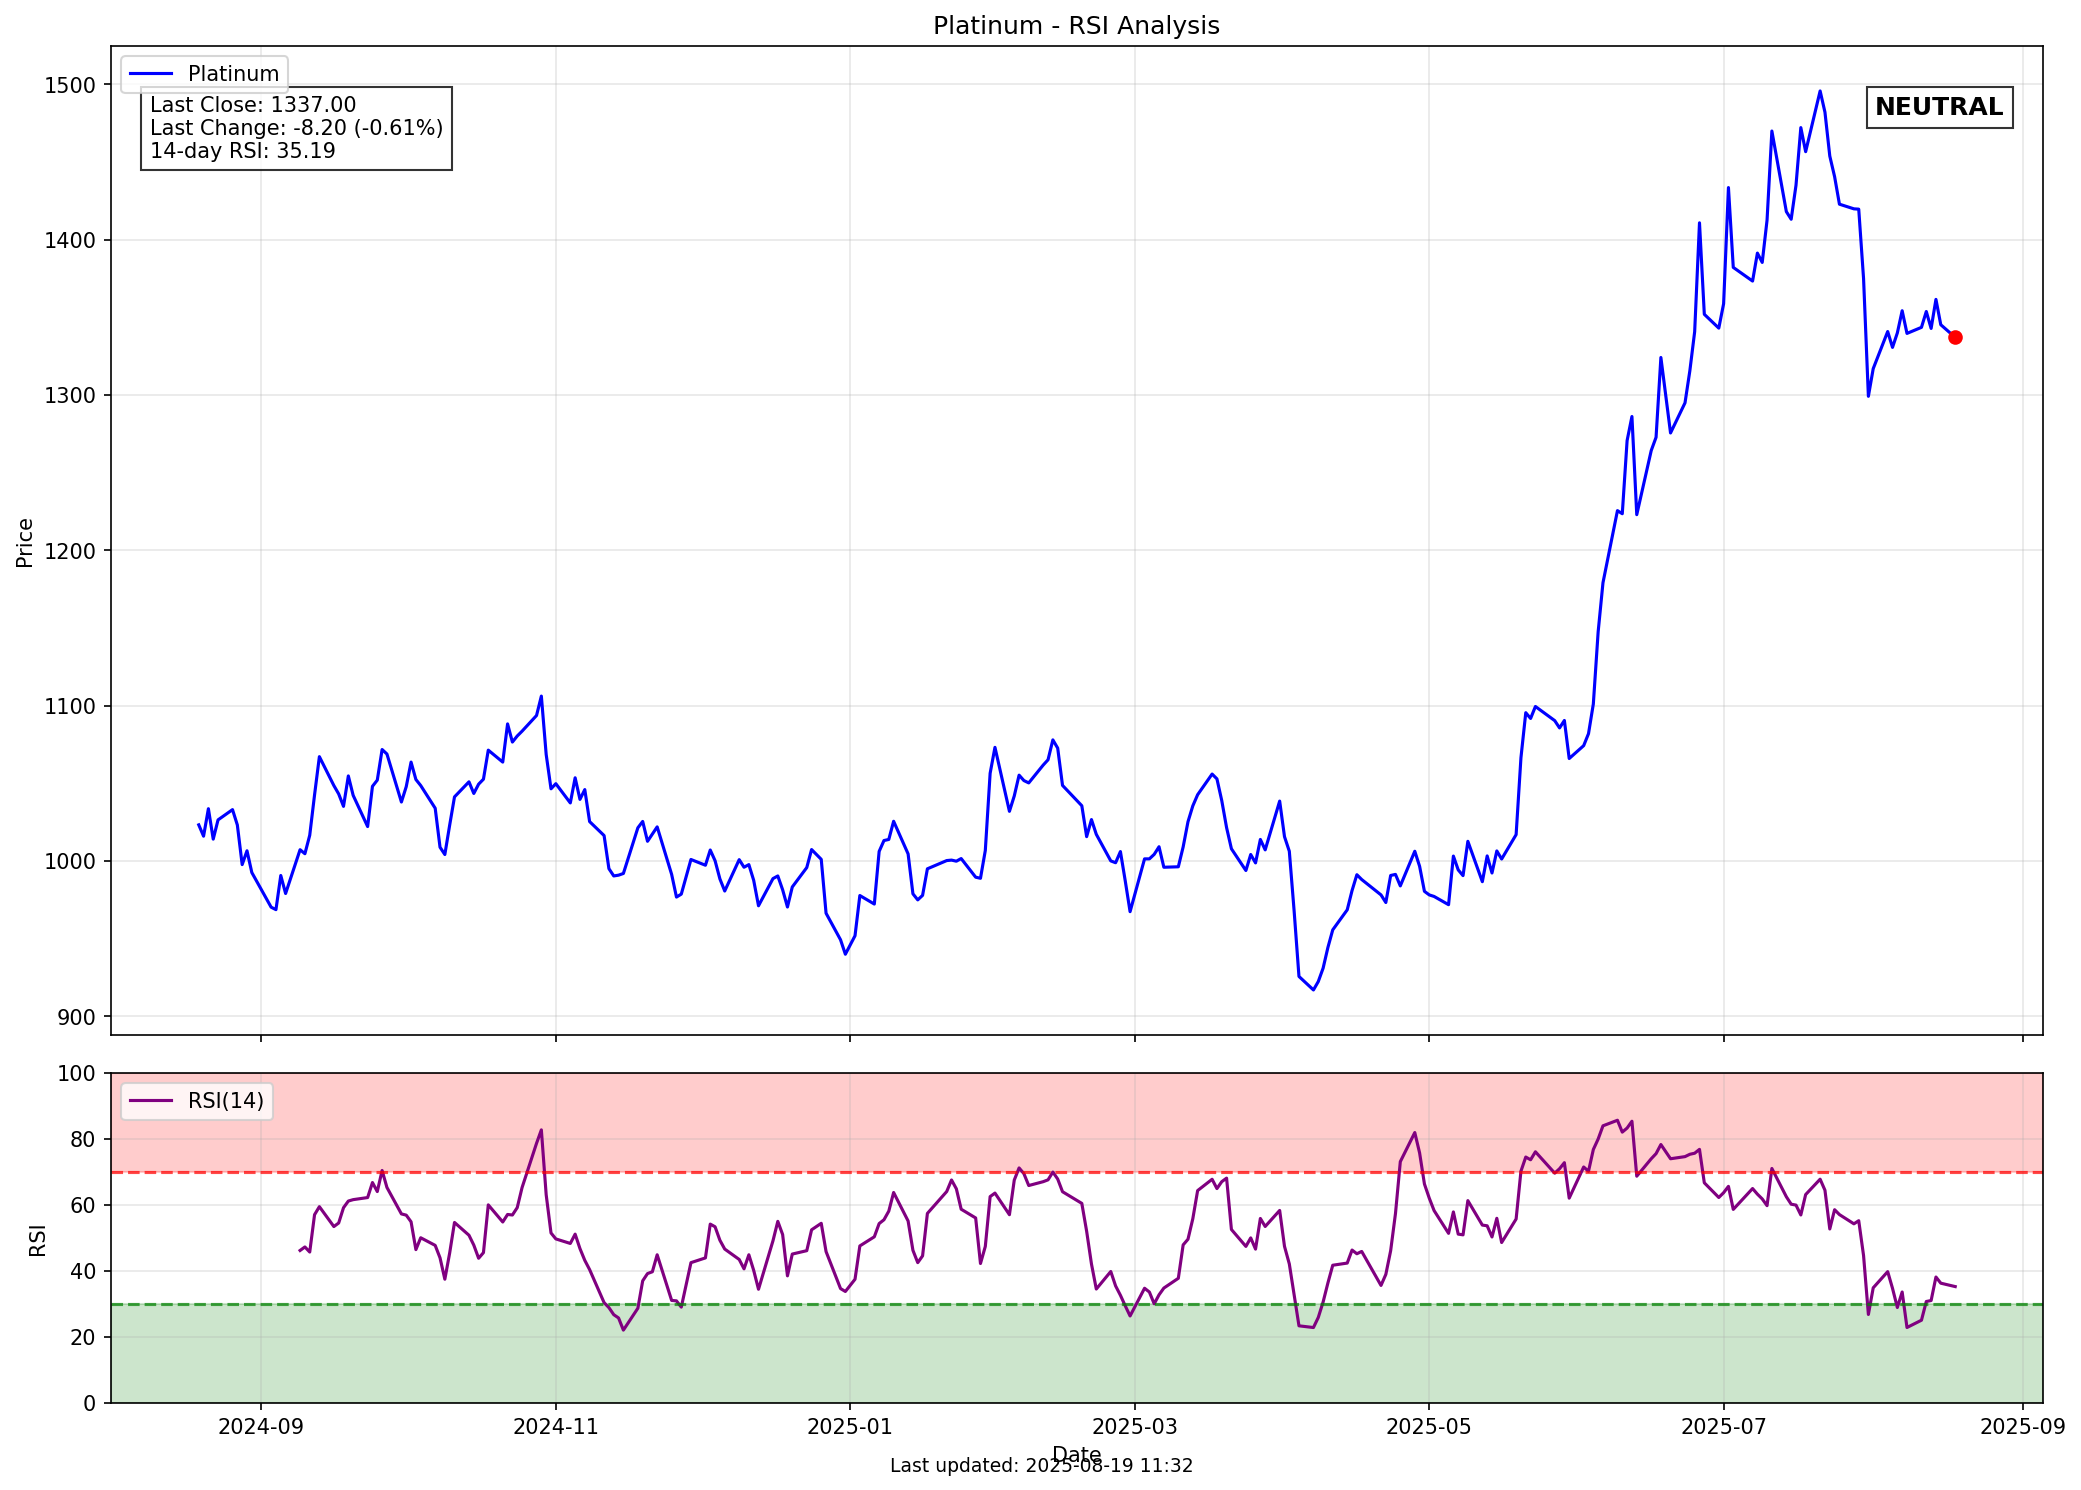 Platinum - RSI Analysis
Platinum
Last Close: 1337.00
Last Change: -8.20 (-0.61%)
14-day RSI: 35.19
NEUTRAL
1500
1400
1300
1200
1100
1000
900
Price
RSI(14)
100
80
60
40
20
0
RSI
2024-09
2024-11
2025-01
2025-03
2025-05
2025-07
2025-09
Date
Last updated: 2025-08-19 11:32